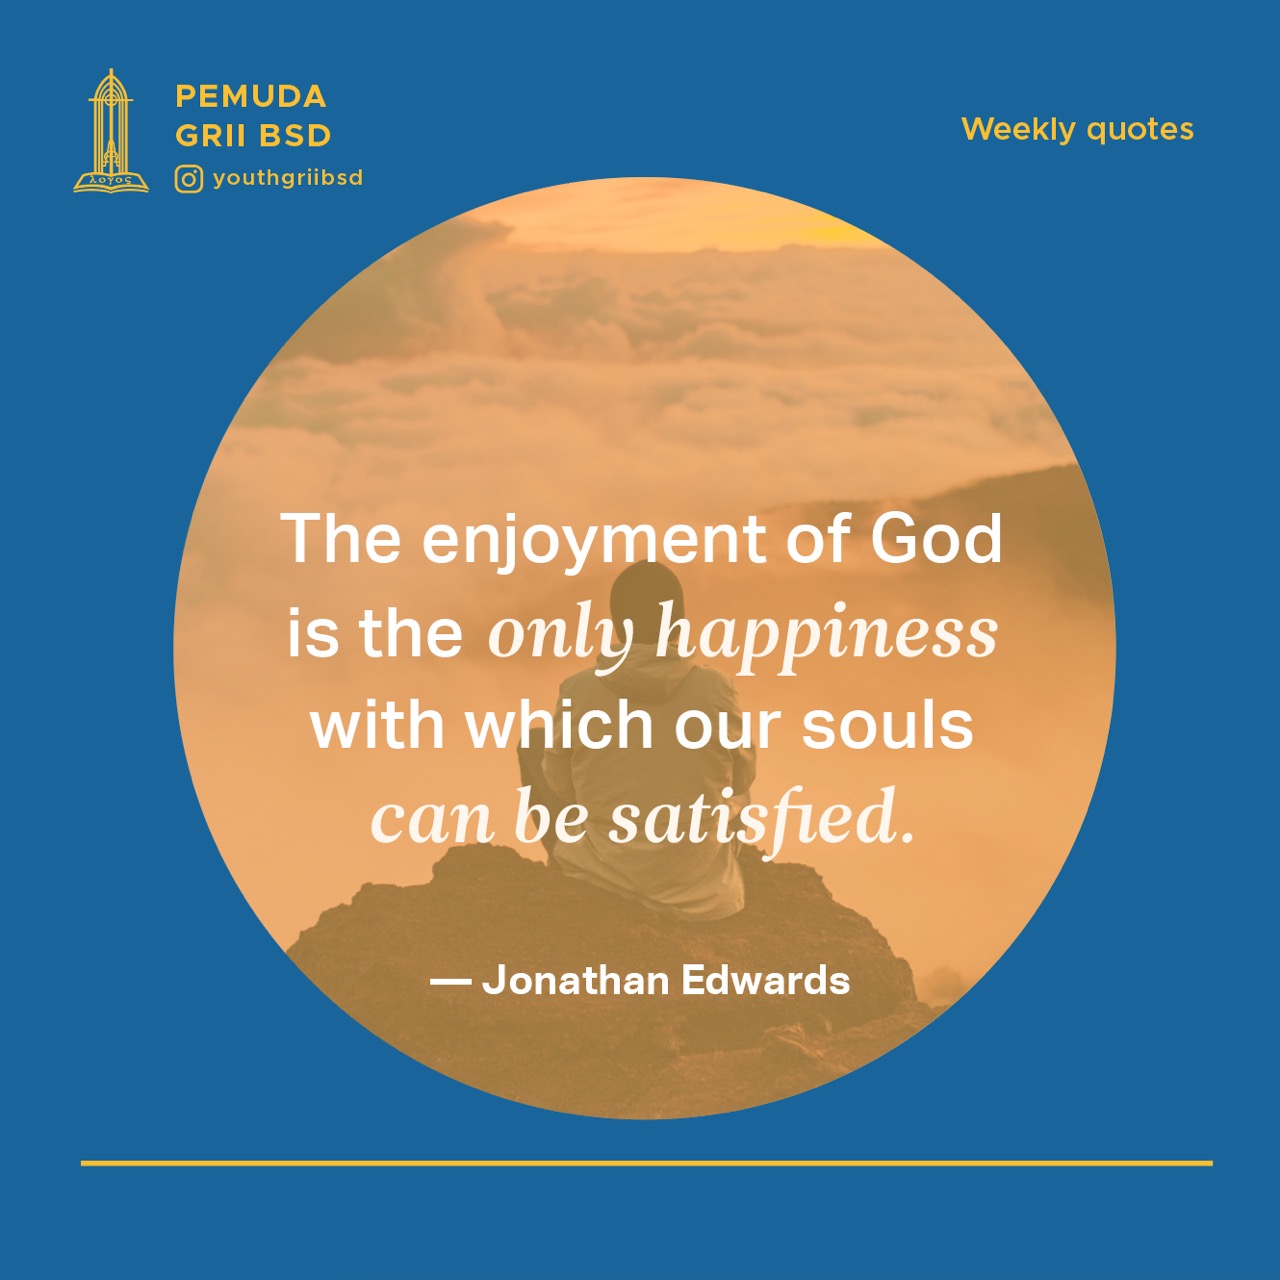 PEMUDA
GRII BSD
youthgriibsd
λογος
Weekly quotes
The enjoyment of God
is the only happiness
with which our souls
can be satisfied.
— Jonathan Edwards